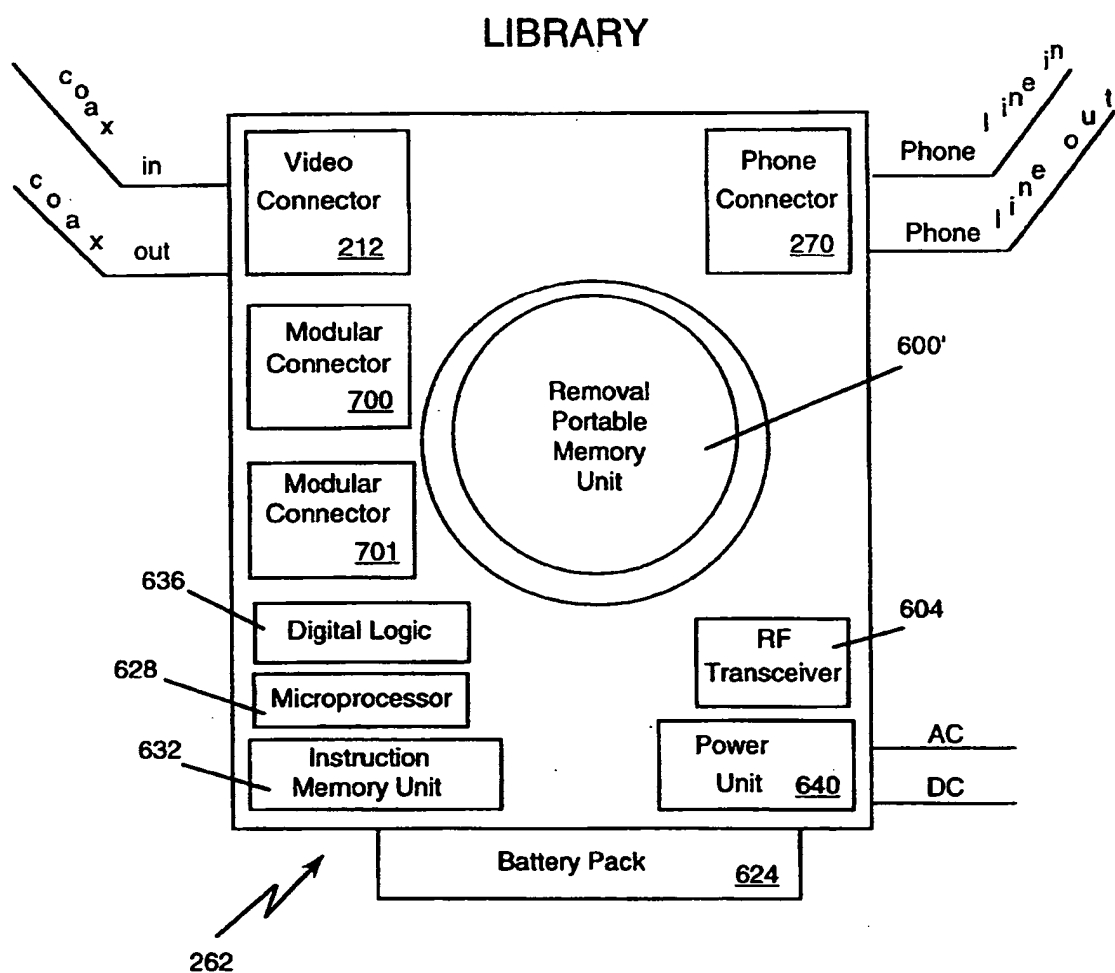 LIBRARY
coax in
coax out
Video
Connector
212
Phone
Connector
270
Phone line in
Phone line out
Modular
Connector
700
600'
Removal
Portable
Memory
Unit
Modular
Connector
701
636
Digital Logic
604
RF
Transceiver
628
Microprocessor
632
Instruction
Memory Unit
Power
Unit
640
AC
DC
Battery Pack
624
262